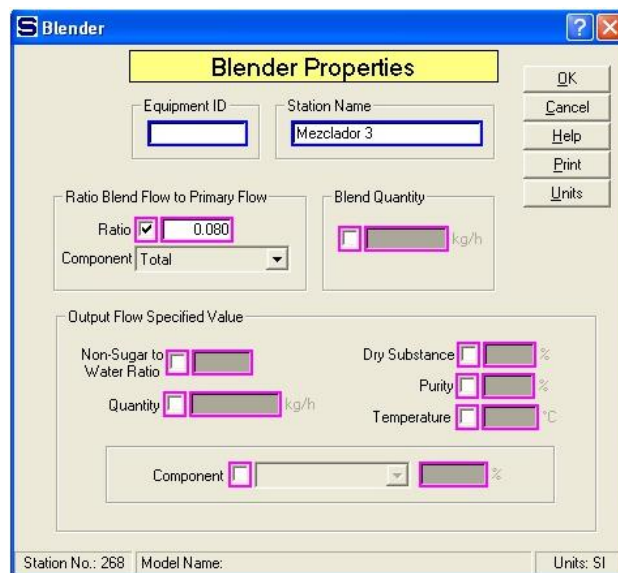 S Blender
Blender Properties
OK
Equipment ID
Station Name
Cancel
Mezclador 3
Help
Print
Ratio Blend Flow to Primary Flow
Blend Quantity
Units
Ratio 0.080
kg/h
Component Total
Output Flow Specified Value
Non-Sugar to
Water Ratio
Dry Substance %
Purity %
Quantity kg/h
Temperature °C
Component %
Station No.: 268 Model Name: Units: SI